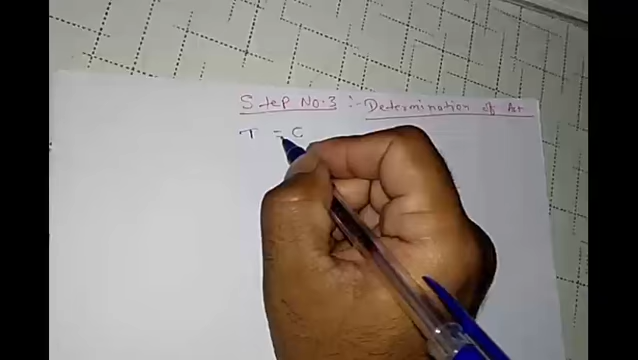 Step No.3 :- Determination of Ast
T = C